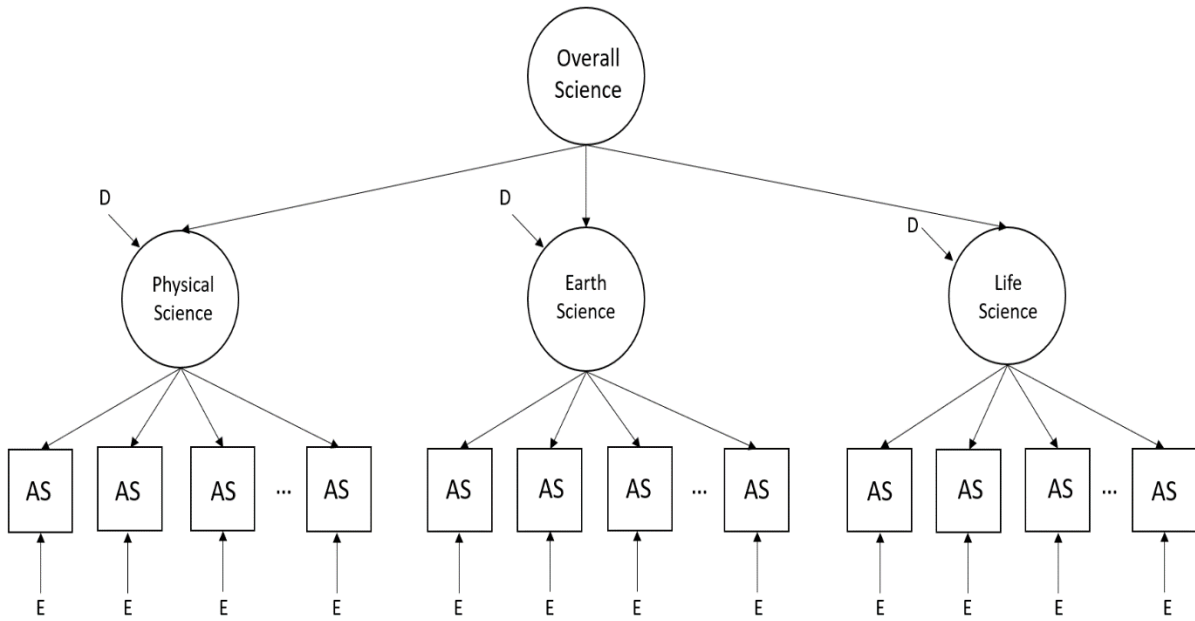 Overall
Science
D
D
D
Physical
Science
Earth
Science
Life
Science
AS AS AS ... AS AS AS AS ... AS AS AS AS ... AS
E E E E E E E E E E E E